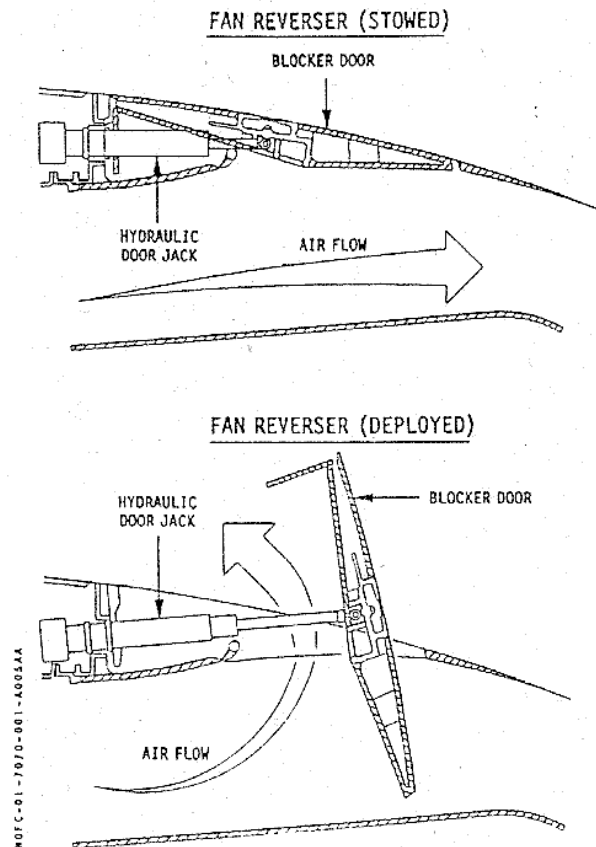 FAN REVERSER (STOWED)
BLOCKER DOOR
HYDRAULIC
DOOR JACK
AIR FLOW
FAN REVERSER (DEPLOYED)
HYDRAULIC
DOOR JACK
BLOCKER DOOR
AIR FLOW